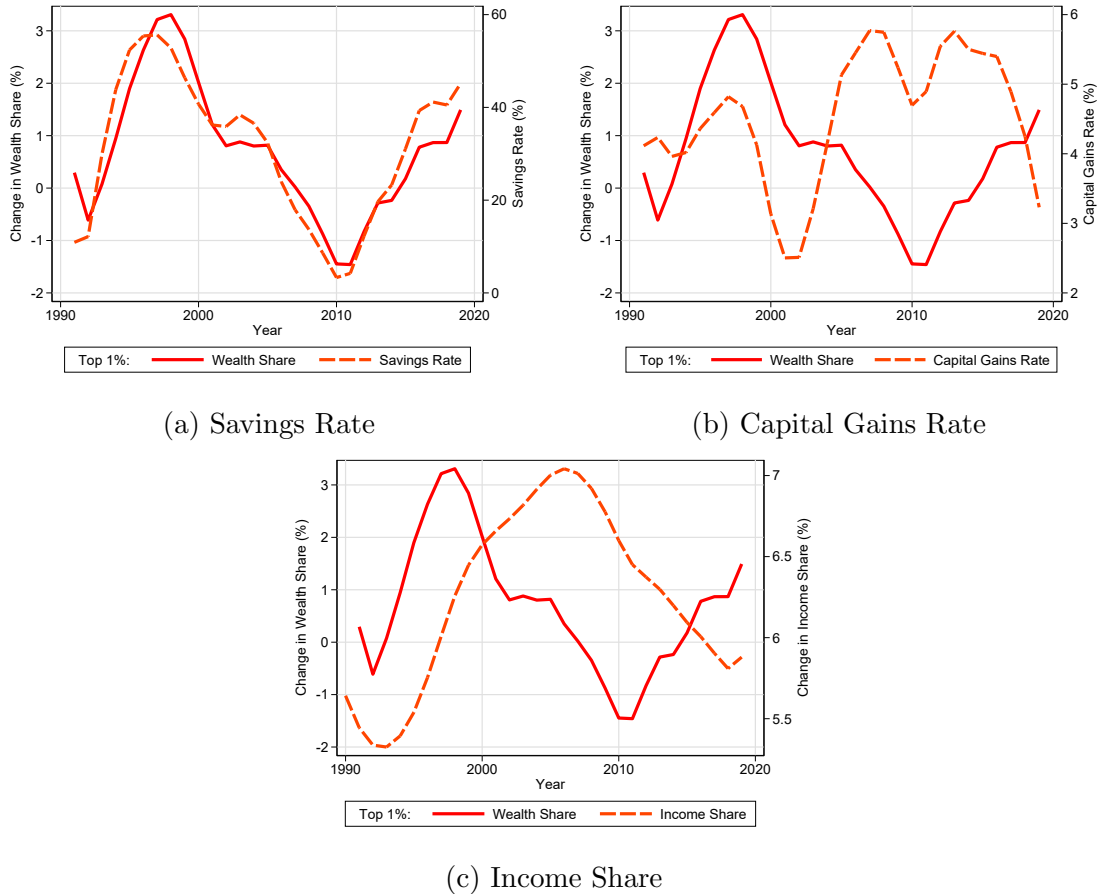 Change in Wealth Share (%)
3
2
1
0
-1
-2
60
40
20
0
Savings Rate (%)
1990
2000
2010
2020
Year
Top 1%: Wealth Share Savings Rate
(a) Savings Rate
Change in Wealth Share (%)
3
2
1
0
-1
-2
6
5
4
3
2
Capital Gains Rate (%)
1990
2000
2010
2020
Year
Top 1%: Wealth Share Capital Gains Rate
(b) Capital Gains Rate
Change in Wealth Share (%)
3
2
1
0
-1
-2
7
6.5
6
5.5
Change in Income Share (%)
1990
2000
2010
2020
Year
Top 1%: Wealth Share Income Share
(c) Income Share